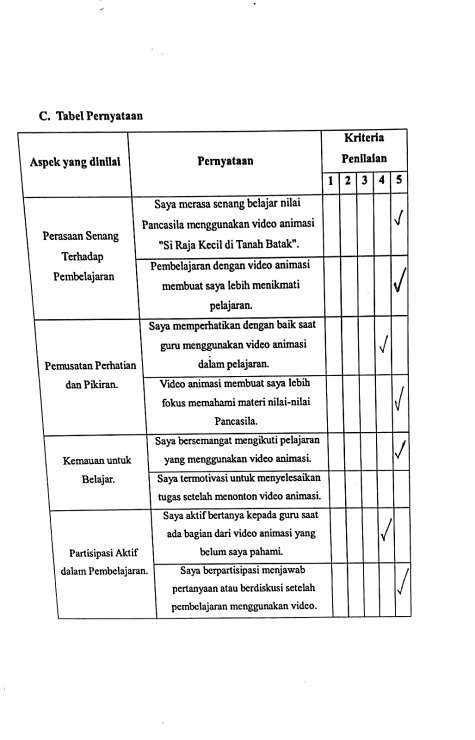 C. Tabel Pernyataan
Aspek yang dinilai
Pernyataan
Kriteria
Penilaian
1 2 3 4 5
Perasaan Senang
Terhadap
Pembelajaran
Saya merasa senang belajar nilai
Pancasila menggunakan video animasi
"Si Raja Kecil di Tanah Batak".
✓
Pembelajaran dengan video animasi
membuat saya lebih menikmati
pelajaran.
✓
Pemusatan Perhatian
dan Pikiran.
Saya memperhatikan dengan baik saat
guru menggunakan video animasi
dalam pelajaran.
✓
Video animasi membuat saya lebih
fokus memahami materi nilai-nilai
Pancasila.
✓
Kemauan untuk
Belajar.
Saya bersemangat mengikuti pelajaran
yang menggunakan video animasi.
✓
Saya termotivasi untuk menyelesaikan
tugas setelah menonton video animasi.
Partisipasi Aktif
dalam Pembelajaran.
Saya aktif bertanya kepada guru saat
ada bagian dari video animasi yang
belum saya pahami.
✓
Saya berpartisipasi menjawab
pertanyaan atau berdiskusi setelah
pembelajaran menggunakan video.
✓